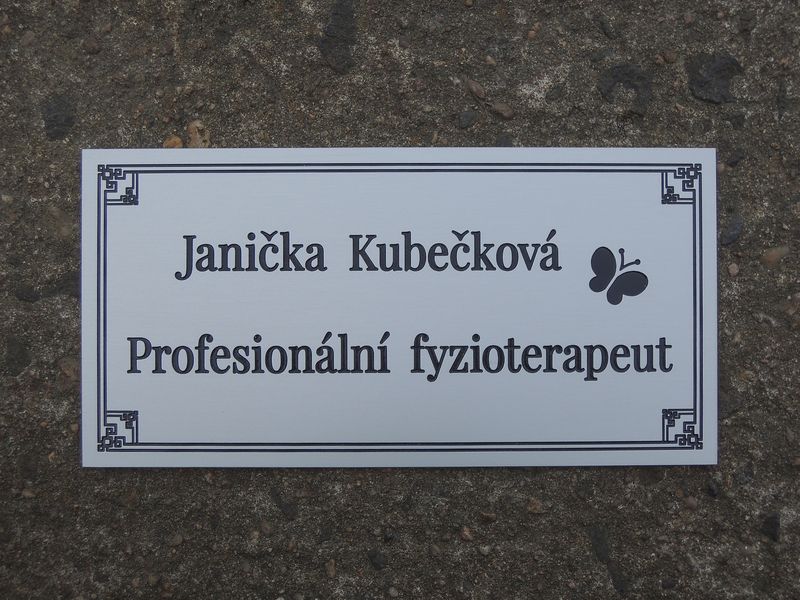 Janička Kubečková
Profesionální fyzioterapeut